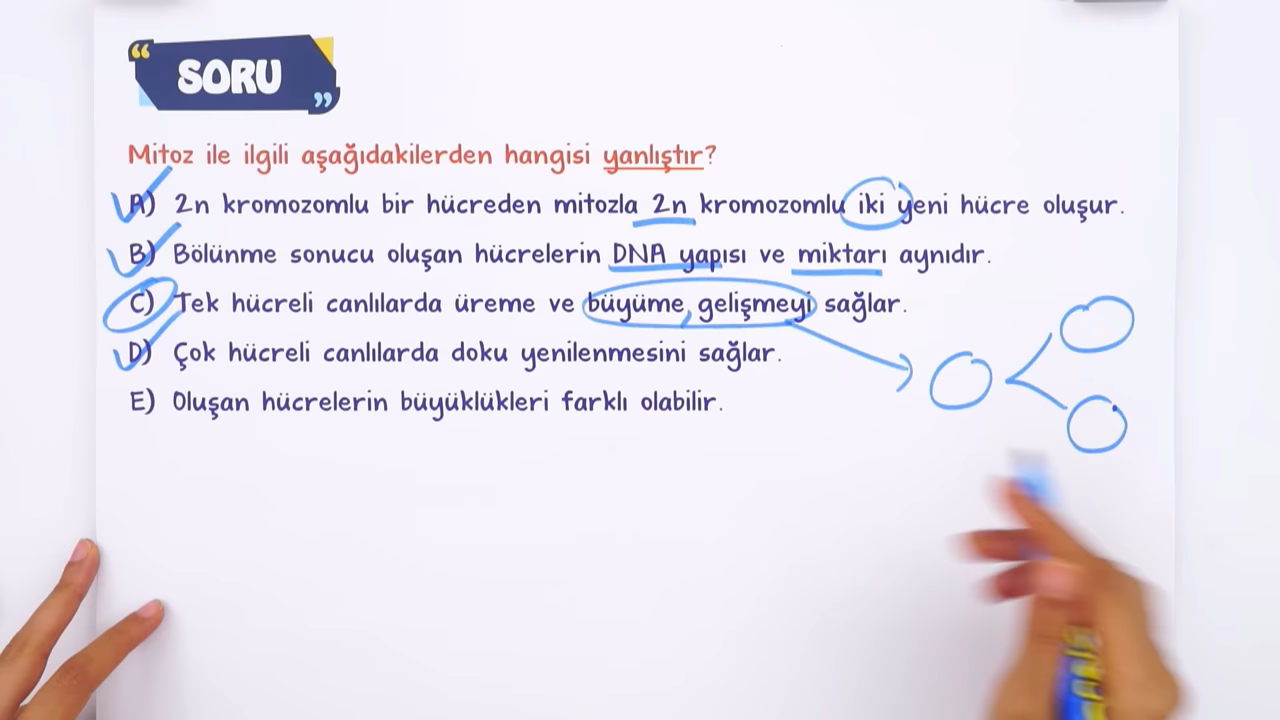 “ SORU ”
Mitoz ile ilgili aşağıdakilerden hangisi yanlıştır?
A) 2n kromozomlu bir hücreden mitozla 2n kromozomlu iki yeni hücre oluşur.
B) Bölünme sonucu oluşan hücrelerin DNA yapısı ve miktarı aynıdır.
C) Tek hücreli canlılarda üreme ve büyüme, gelişmeyi sağlar.
D) Çok hücreli canlılarda doku yenilenmesini sağlar.
E) Oluşan hücrelerin büyüklükleri farklı olabilir.